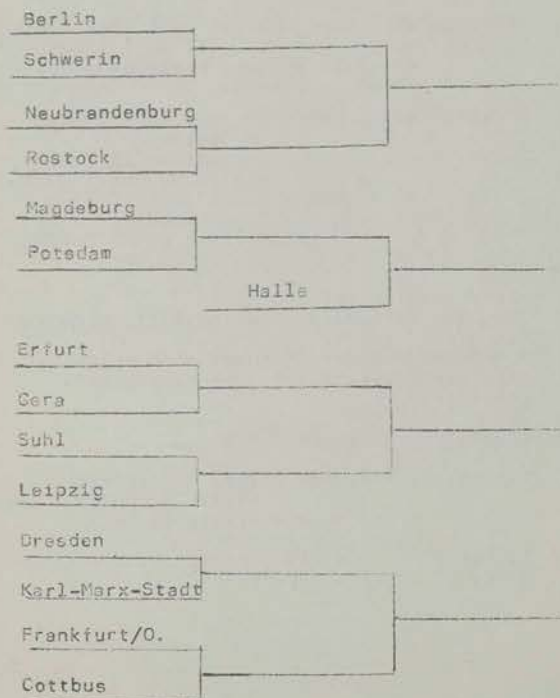 Berlin
Schwerin
Neubrandenburg
Rostock
Magdeburg
Potsdam
Halle
Erfurt
Gera
Suhl
Leipzig
Dresden
Karl-Marx-Stadt
Frankfurt/O.
Cottbus